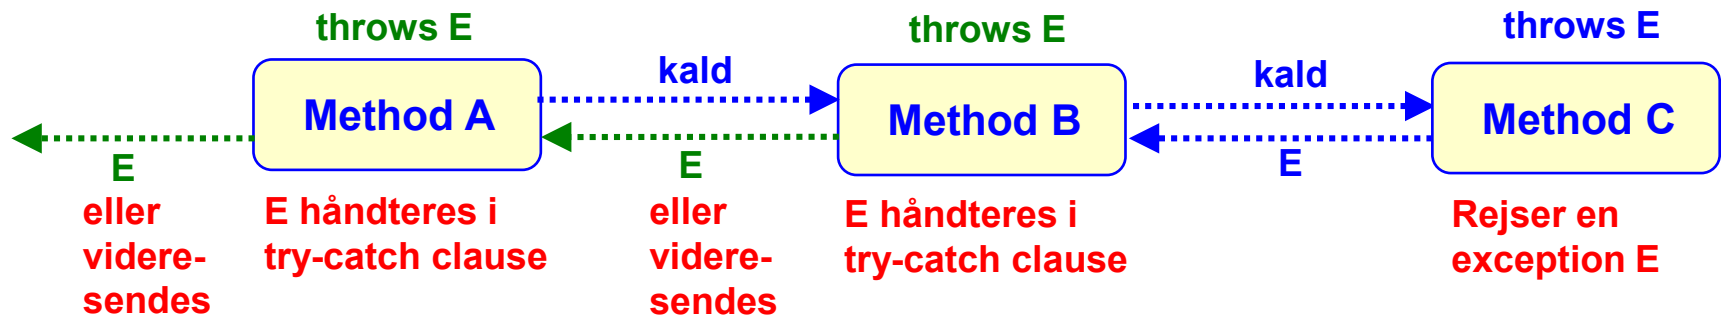 throws E
throws E
throws E
kald
kald
Method A
Method B
Method C
E
E
E
eller
videre-
sendes
E håndteres i
try-catch clause
eller
videre-
sendes
E håndteres i
try-catch clause
Rejser en
exception E